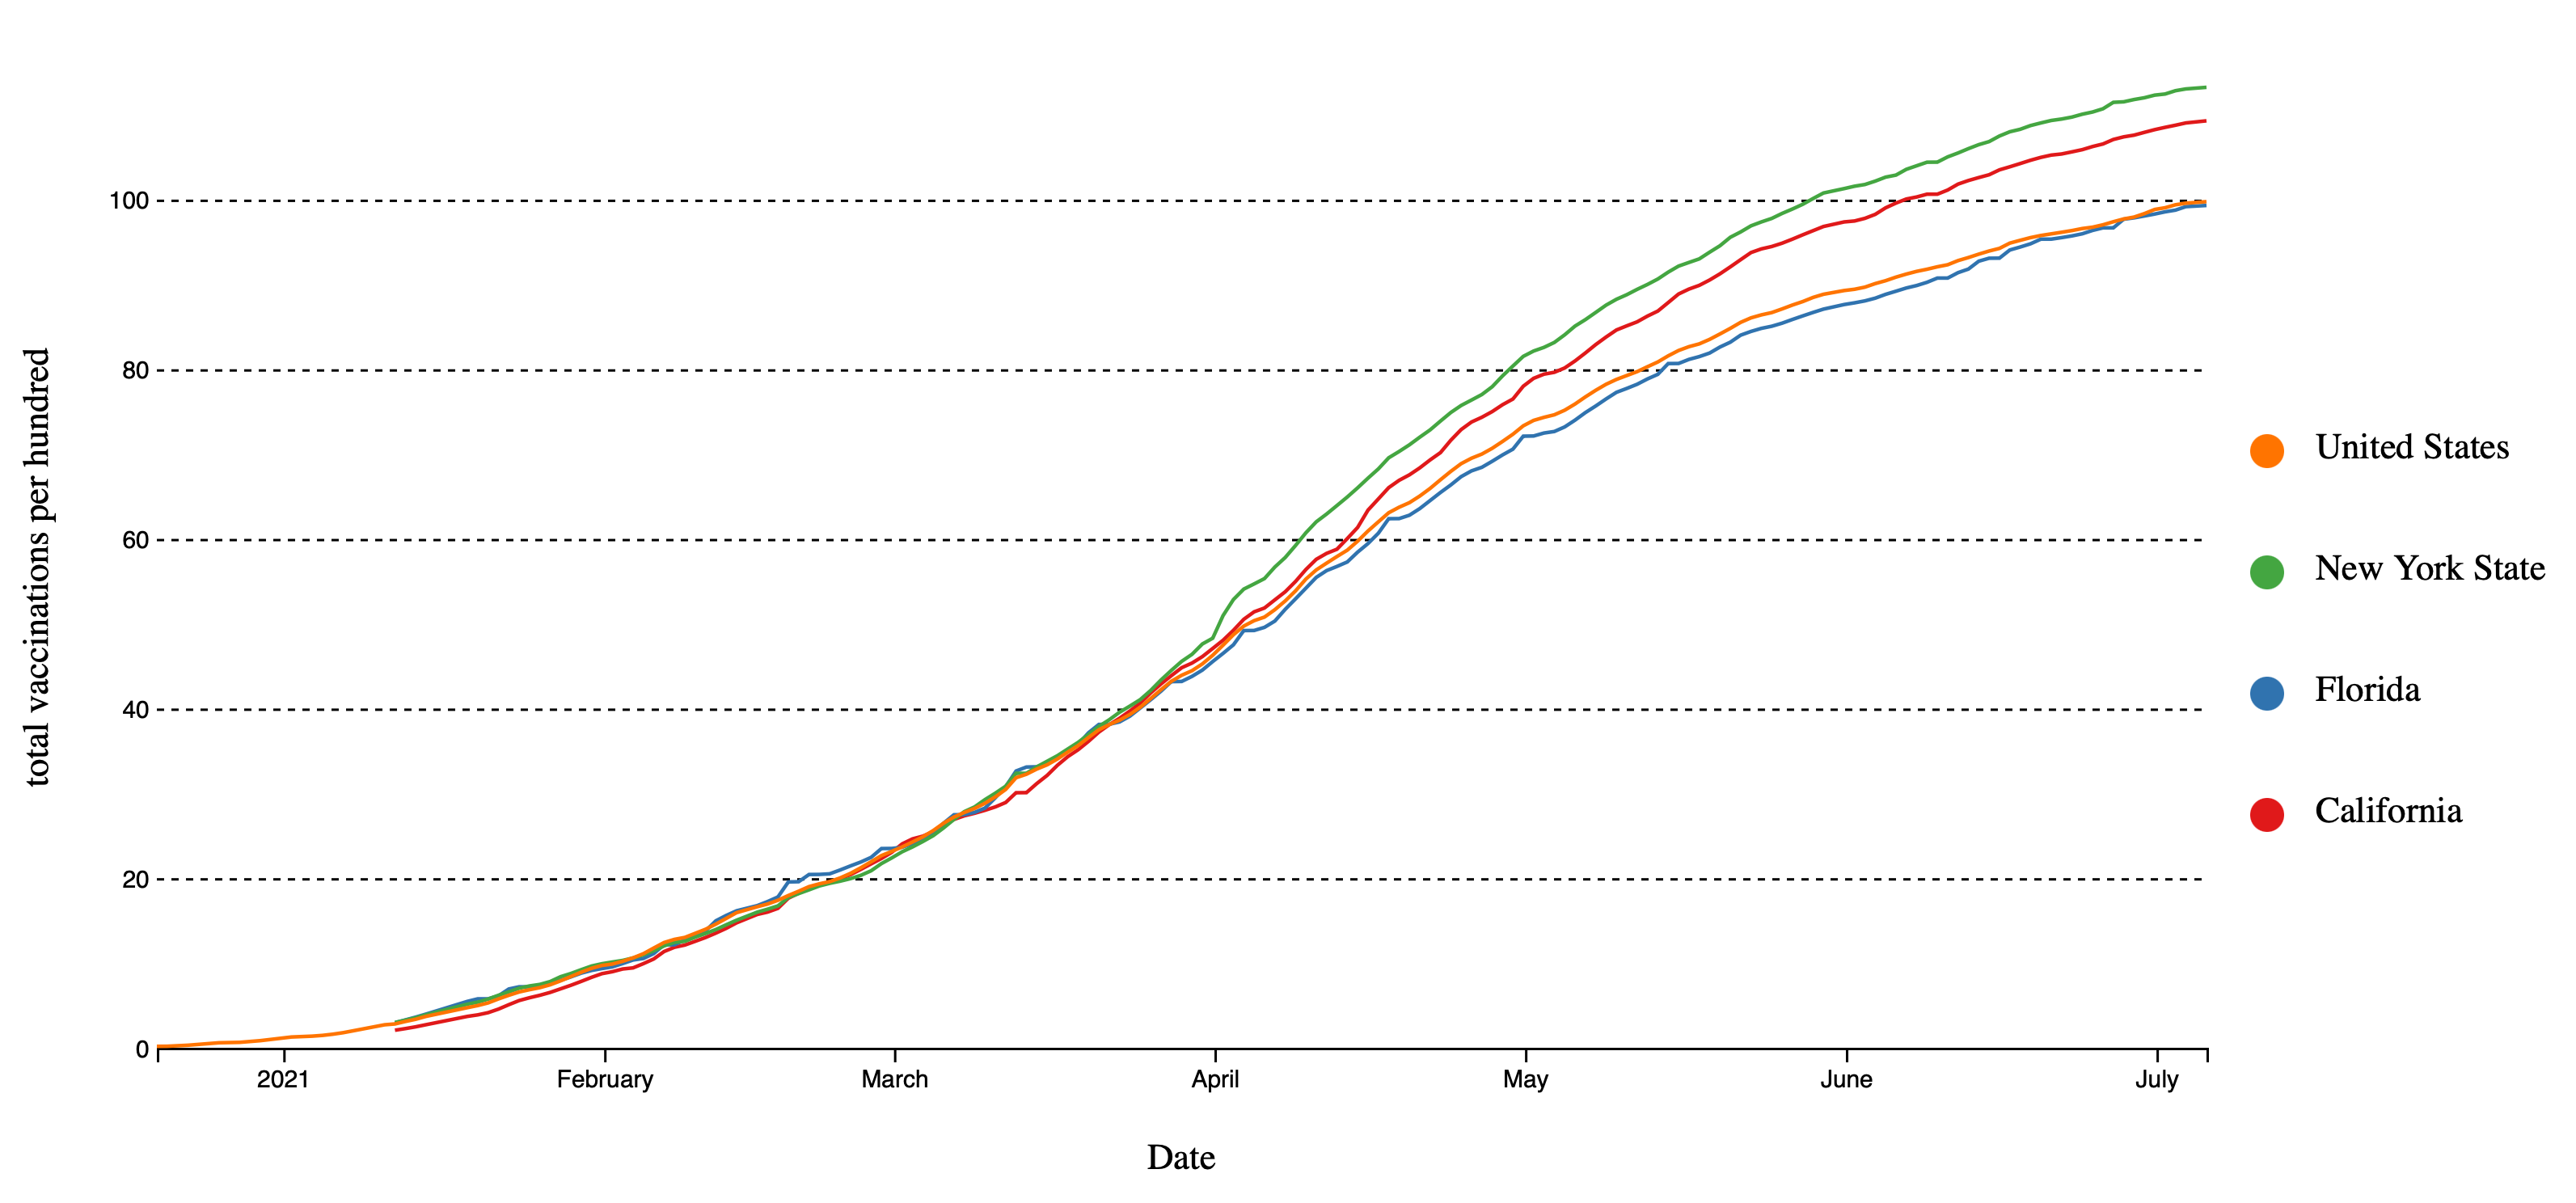 total vaccinations per hundred
100
80
60
40
20
0
2021
February
March
April
May
June
July
Date
United States
New York State
Florida
California